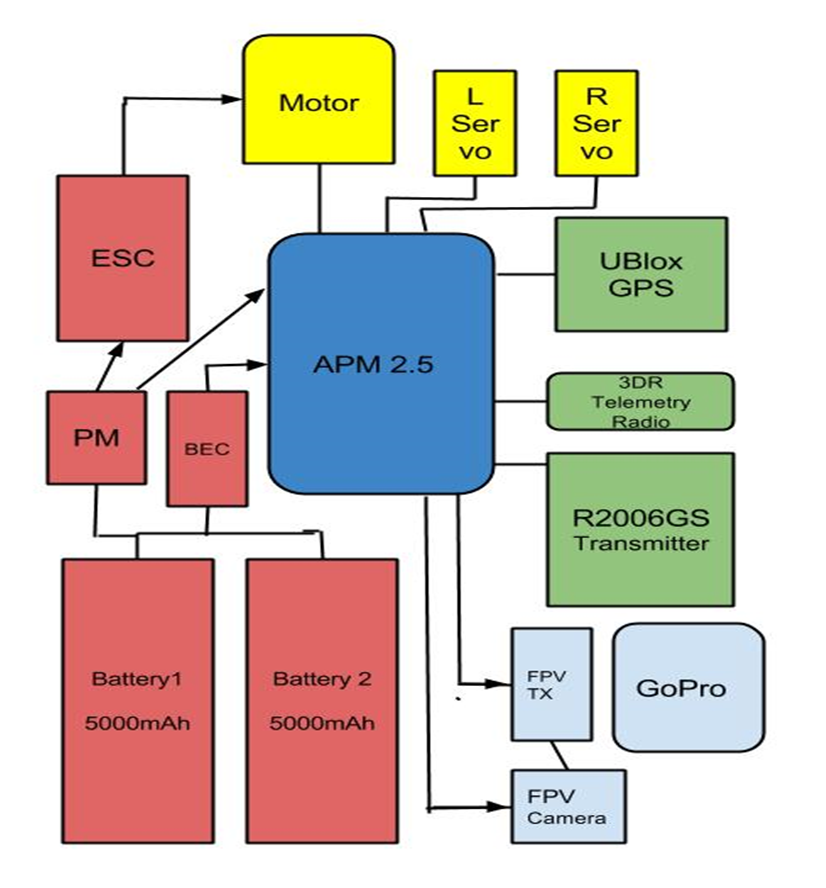 Motor
L
Ser
vo
R
Ser
vo
ESC
UBlox
GPS
APM 2.5
3DR
Telemetry
Radio
PM
BEC
R2006GS
Transmitter
Battery1
5000mAh
Battery 2
5000mAh
FPV
TX
GoPro
FPV
Camera